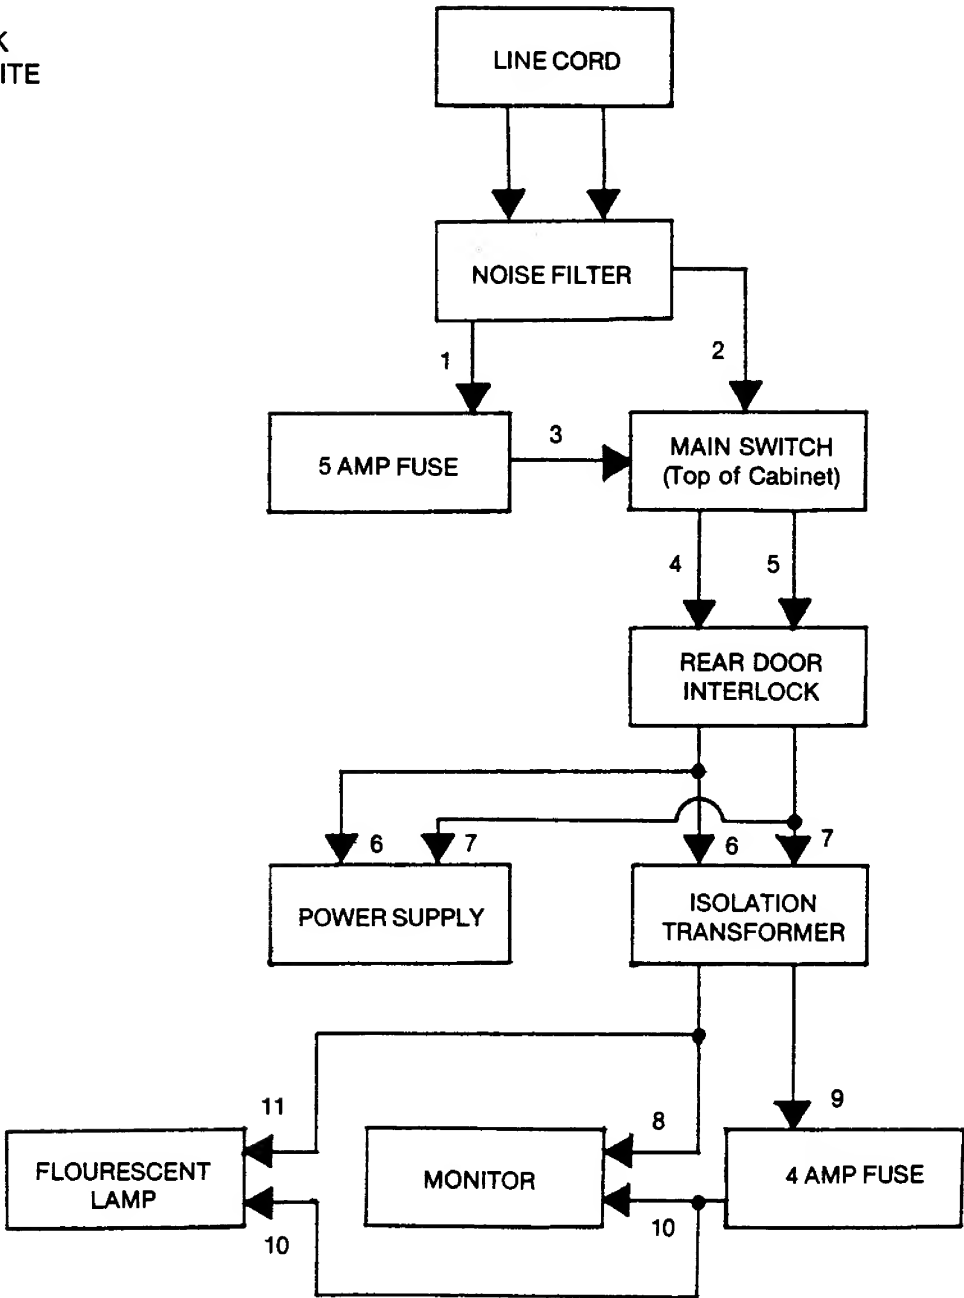 K
ITE
LINE CORD
NOISE FILTER
1
2
5 AMP FUSE
3
MAIN SWITCH
(Top of Cabinet)
4
5
REAR DOOR
INTERLOCK
6
7
6
7
POWER SUPPLY
ISOLATION
TRANSFORMER
11
8
9
FLOURESCENT
LAMP
MONITOR
4 AMP FUSE
10
10